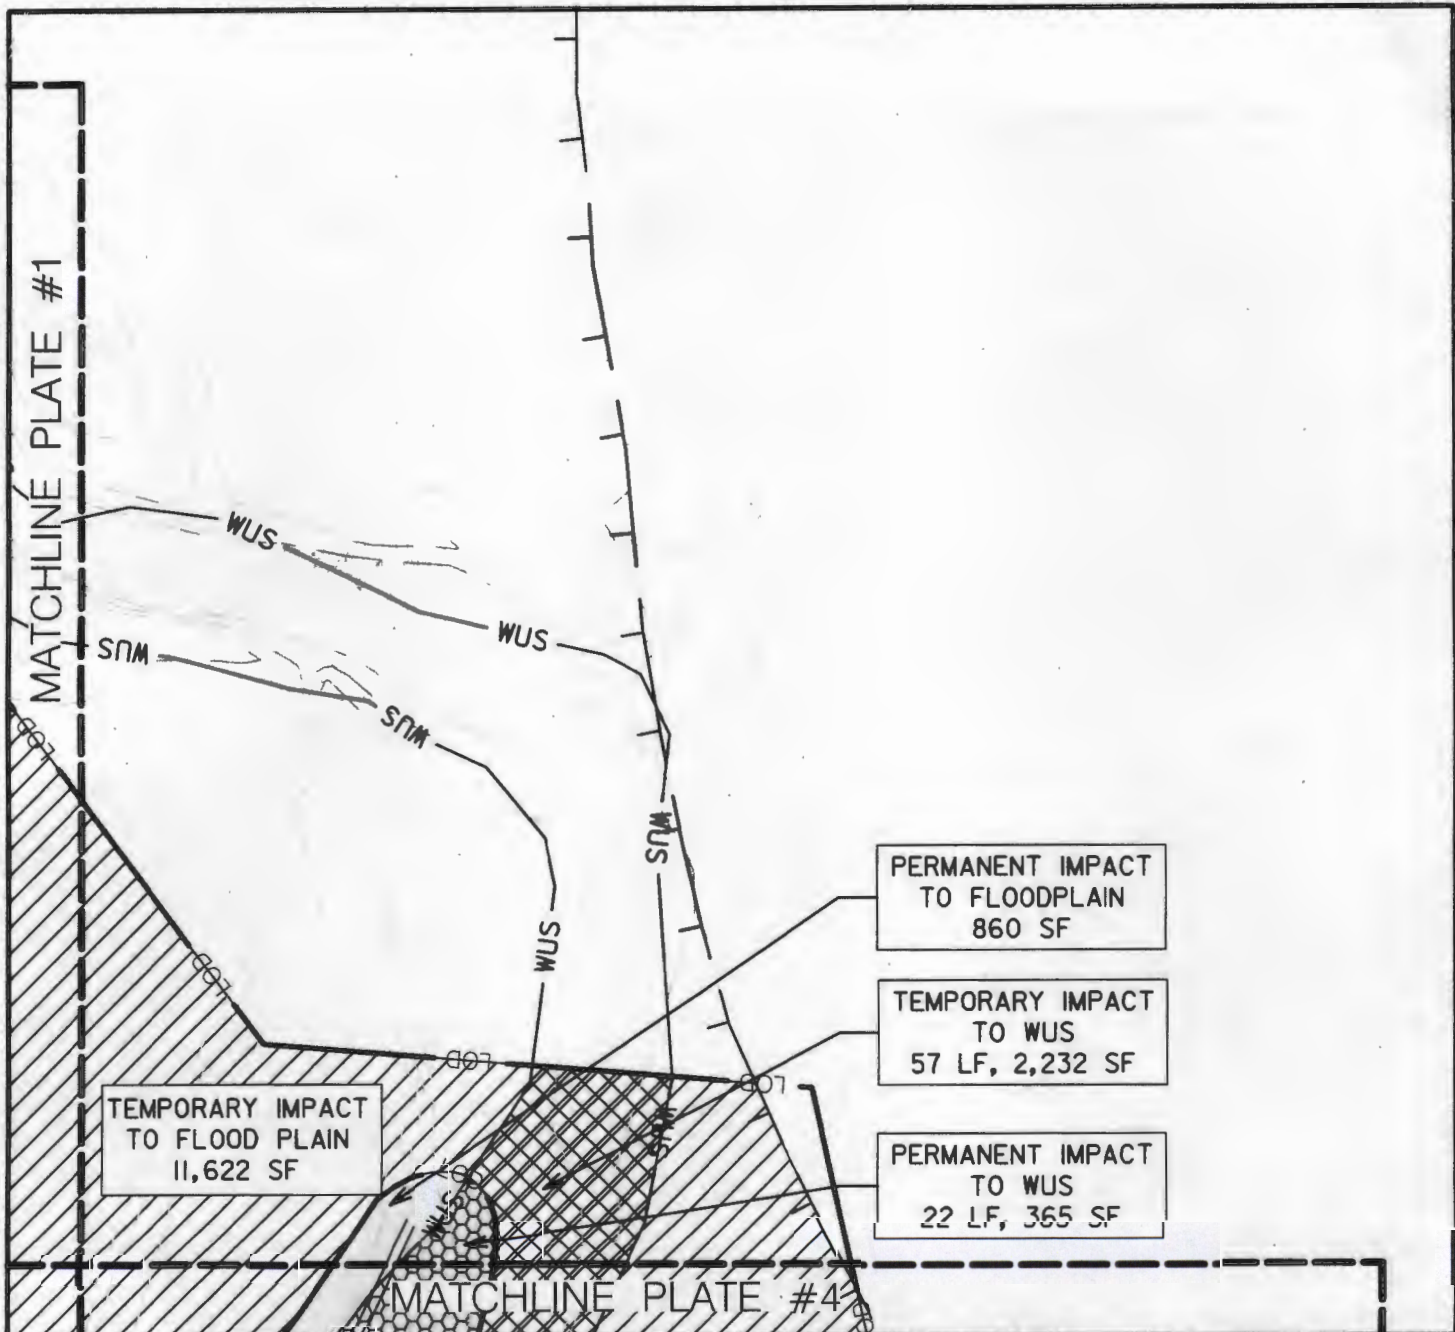 MATCHLINE PLATE #1
WUS
WUS
WUS
WUS
WUS
WUS
LOD
LOD
LOD
LOD
PERMANENT IMPACT
TO FLOODPLAIN
860 SF
TEMPORARY IMPACT
TO WUS
57 LF, 2,232 SF
TEMPORARY IMPACT
TO FLOOD PLAIN
11,622 SF
PERMANENT IMPACT
TO WUS
22 LF, 365 SF
WUS
WUS
MATCHLINE PLATE #4